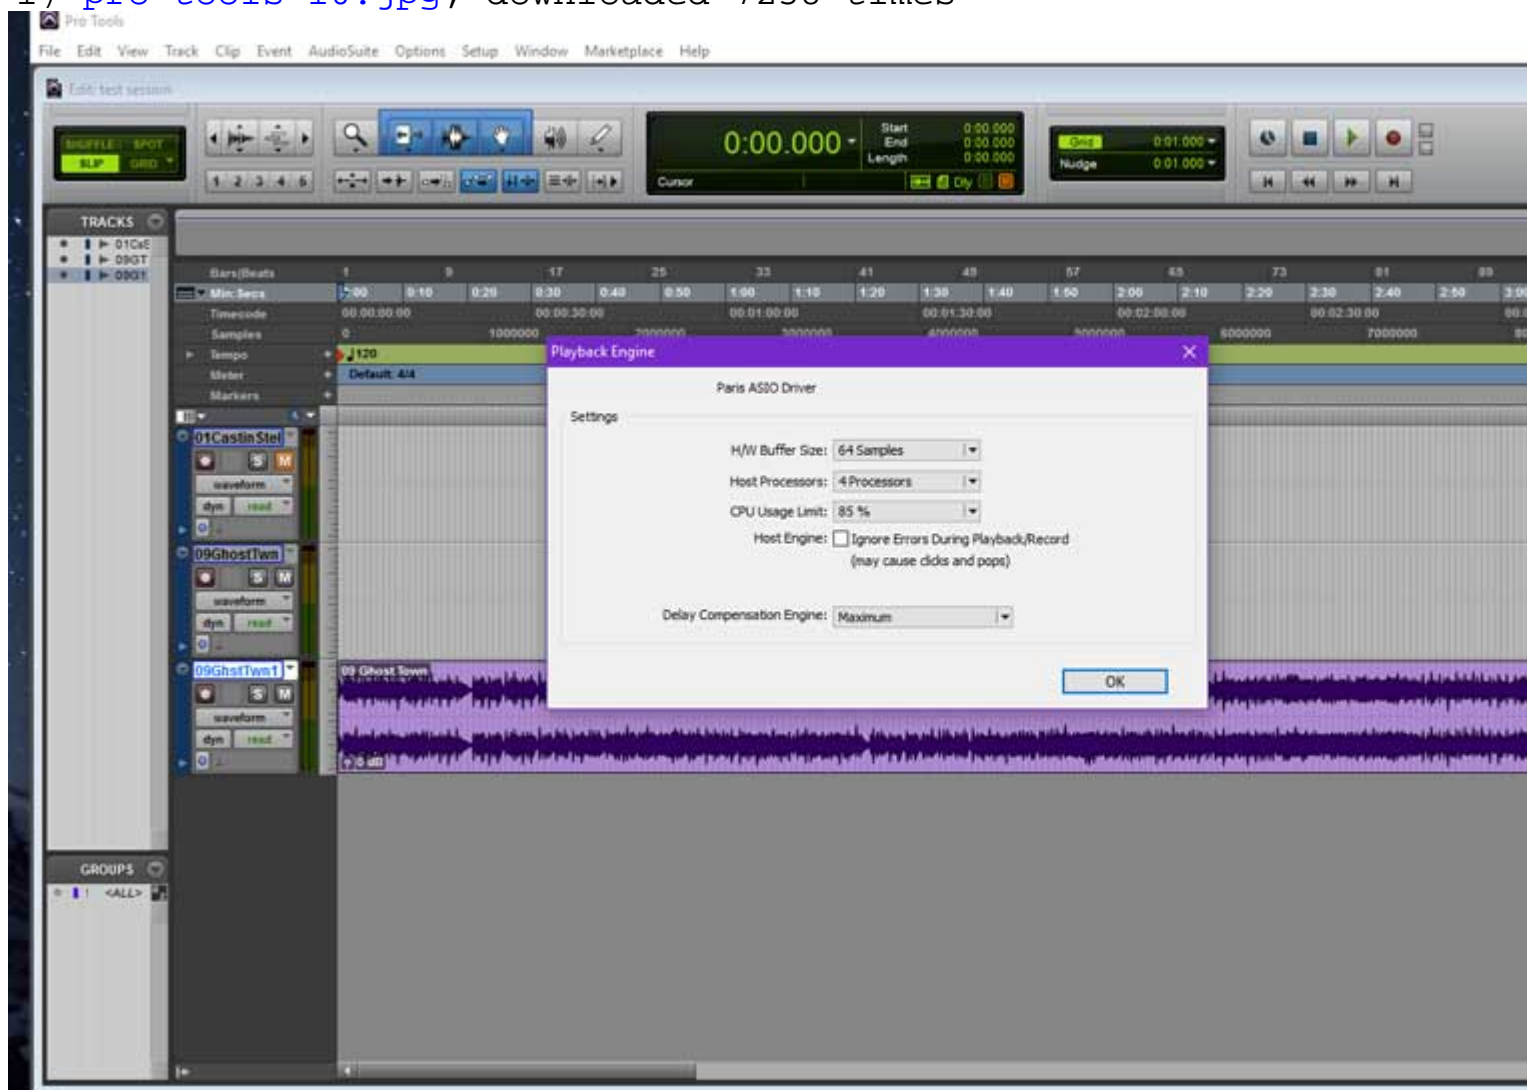 pro tools 10.jpg, downloaded 7250 times
Pro Tools
File Edit View Track Clip Event AudioSuite Options Setup Window Marketplace Help
Edit: test session
SHUFFLE SPOT
SLIP GRID
1 2 3 4 5
0:00.000
Start 0:00.000
End 0:00.000
Length 0:00.000
Cursor
Dly
Grid 0:01.000
Nudge 0:01.000
TRACKS
01CsS
09GT
09G1
Bars|Beats 1 9 17 25 33 41 49 57 65 73 81 89
Min:Secs 0:00 0:10 0:20 0:30 0:40 0:50 1:00 1:10 1:20 1:30 1:40 1:50 2:00 2:10 2:20 2:30 2:40 2:50 3:00
Timecode 00:00:00:00 00:00:30:00 00:01:00:00 00:01:30:00 00:02:00:00 00:02:30:00
Samples 0 1000000 2000000 3000000 4000000 5000000 6000000 7000000
Tempo 120
Meter Default: 4/4
Markers
Playback Engine
Paris ASIO Driver
Settings
H/W Buffer Size: 64 Samples
Host Processors: 4 Processors
CPU Usage Limit: 85 %
Host Engine: Ignore Errors During Playback/Record
(may cause clicks and pops)
Delay Compensation Engine: Maximum
OK
01CastinStel
S M
waveform
dyn read
09GhostTwn
S M
waveform
dyn read
09GhstTwn1
S M
waveform
dyn read
09 Ghost Town
0 dB
GROUPS
! <ALL>